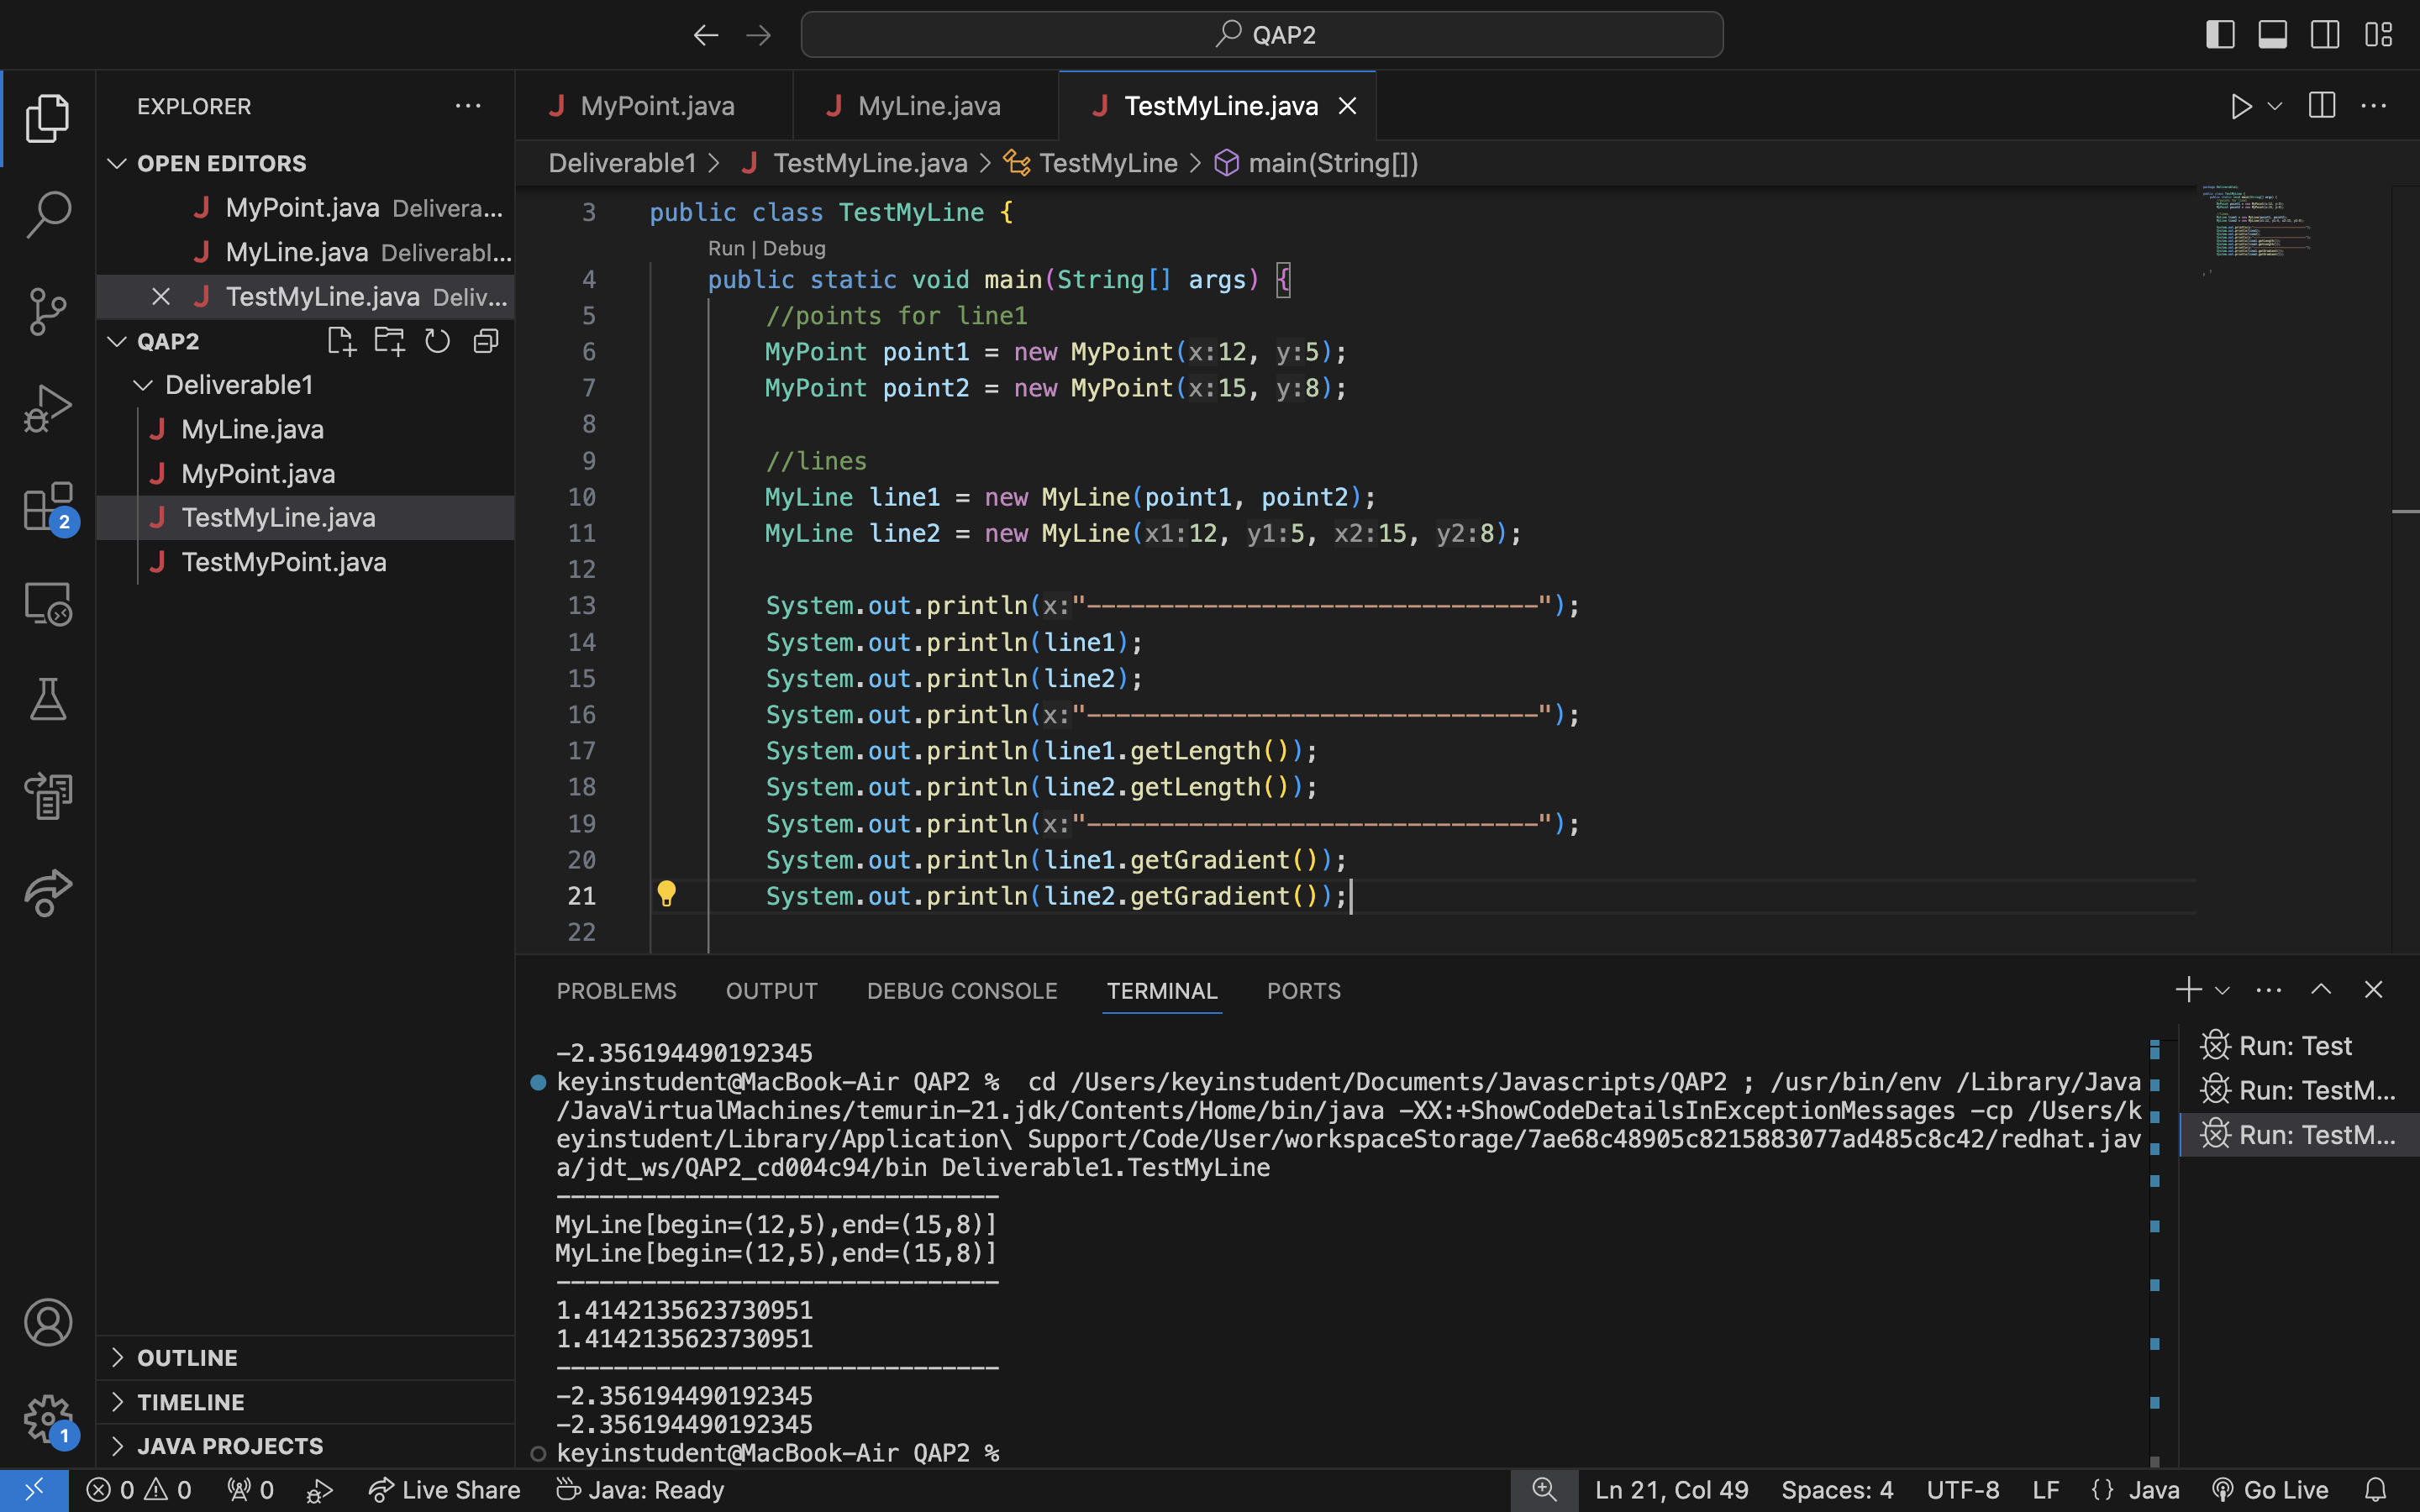 QAP2
EXPLORER
OPEN EDITORS
MyPoint.java Delivera...
MyLine.java Deliverabl...
TestMyLine.java Deliv...
QAP2
Deliverable1
MyLine.java
MyPoint.java
TestMyLine.java
TestMyPoint.java
2
OUTLINE
TIMELINE
JAVA PROJECTS
1
MyPoint.java
MyLine.java
TestMyLine.java
Deliverable1 > TestMyLine.java > TestMyLine > main(String[])
3 public class TestMyLine {
Run | Debug
4 public static void main(String[] args) {
5 //points for line1
6 MyPoint point1 = new MyPoint(x:12, y:5);
7 MyPoint point2 = new MyPoint(x:15, y:8);
8
9 //lines
10 MyLine line1 = new MyLine(point1, point2);
11 MyLine line2 = new MyLine(x1:12, y1:5, x2:15, y2:8);
12
13 System.out.println(x:"-------------------------------");
14 System.out.println(line1);
15 System.out.println(line2);
16 System.out.println(x:"-------------------------------");
17 System.out.println(line1.getLength());
18 System.out.println(line2.getLength());
19 System.out.println(x:"-------------------------------");
20 System.out.println(line1.getGradient());
21 System.out.println(line2.getGradient());
22
PROBLEMS OUTPUT DEBUG CONSOLE TERMINAL PORTS
-2.356194490192345
keyinstudent@MacBook-Air QAP2 %  cd /Users/keyinstudent/Documents/Javascripts/QAP2 ; /usr/bin/env /Library/Java
/JavaVirtualMachines/temurin-21.jdk/Contents/Home/bin/java -XX:+ShowCodeDetailsInExceptionMessages -cp /Users/k
eyinstudent/Library/Application\ Support/Code/User/workspaceStorage/7ae68c48905c8215883077ad485c8c42/redhat.jav
a/jdt_ws/QAP2_cd004c94/bin Deliverable1.TestMyLine
-------------------------------
MyLine[begin=(12,5),end=(15,8)]
MyLine[begin=(12,5),end=(15,8)]
-------------------------------
1.4142135623730951
1.4142135623730951
-------------------------------
-2.356194490192345
-2.356194490192345
keyinstudent@MacBook-Air QAP2 %
Run: Test
Run: TestM...
Run: TestM...
0 0 0 Live Share Java: Ready Ln 21, Col 49 Spaces: 4 UTF-8 LF {} Java Go Live